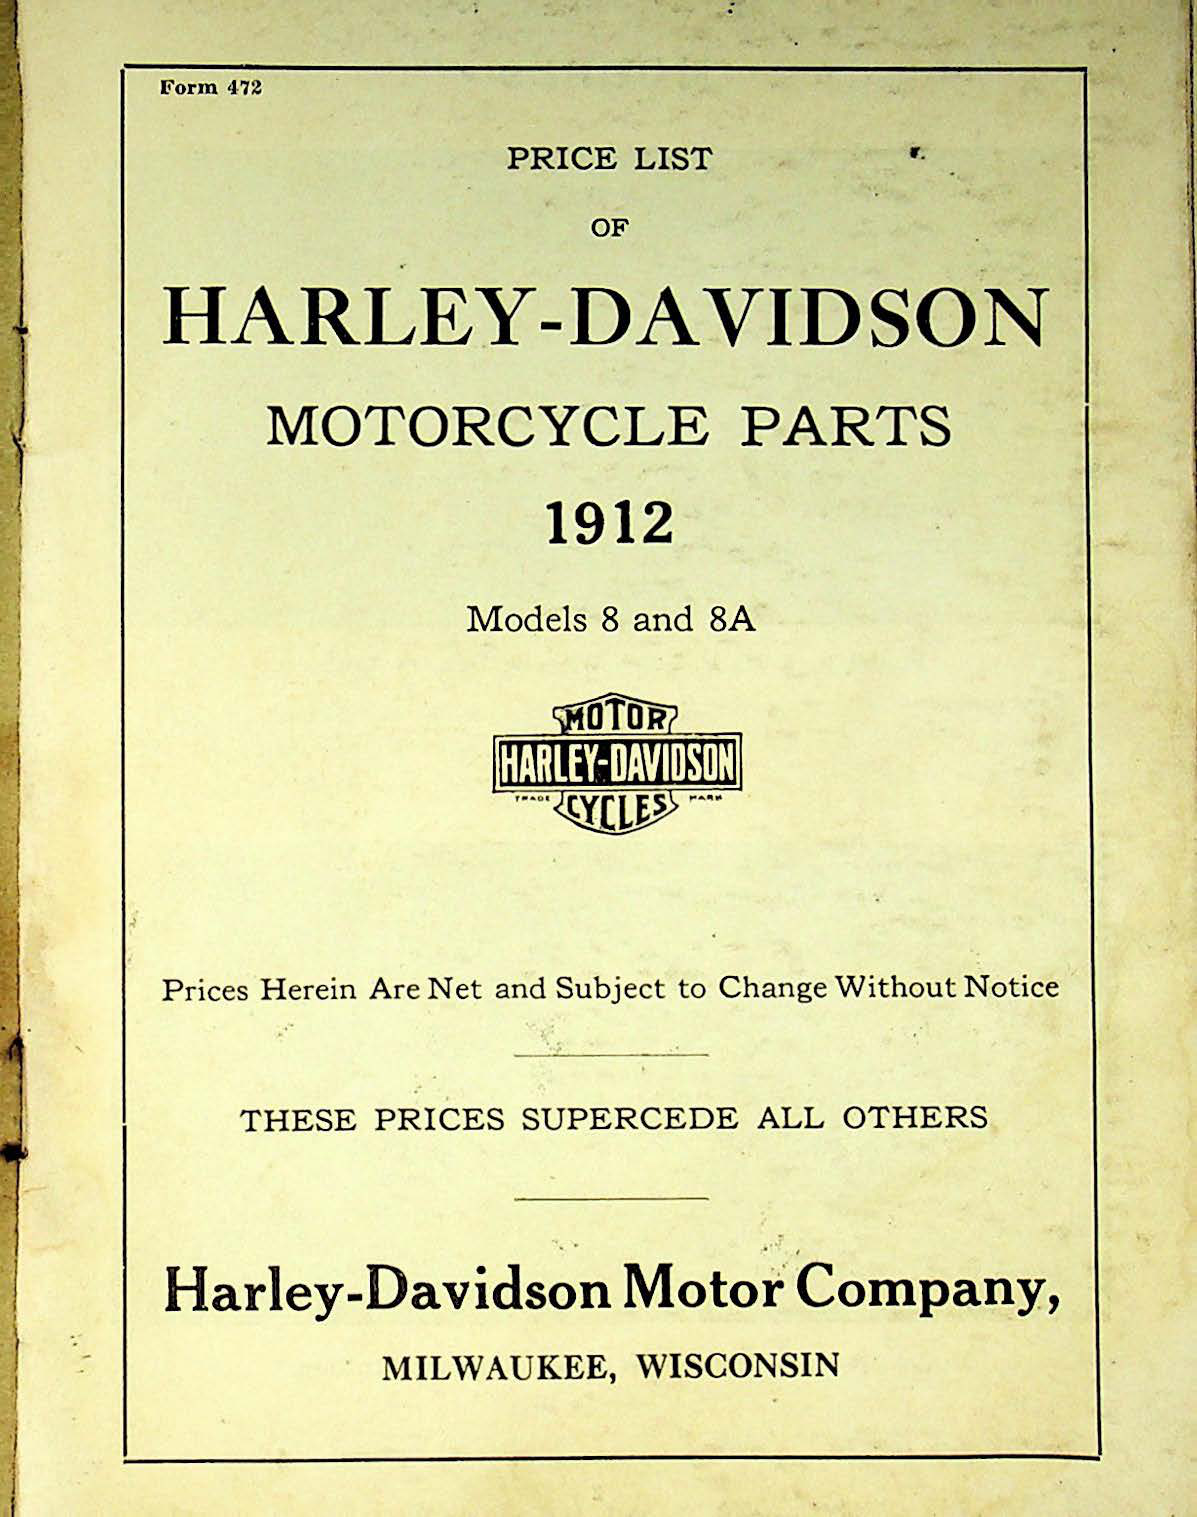 Form 472
PRICE LIST
OF
HARLEY-DAVIDSON
MOTORCYCLE PARTS
1912
Models 8 and 8A
MOTOR
HARLEY-DAVIDSON
TRADE CYCLES MARK
Prices Herein Are Net and Subject to Change Without Notice
THESE PRICES SUPERCEDE ALL OTHERS
Harley-Davidson Motor Company,
MILWAUKEE, WISCONSIN